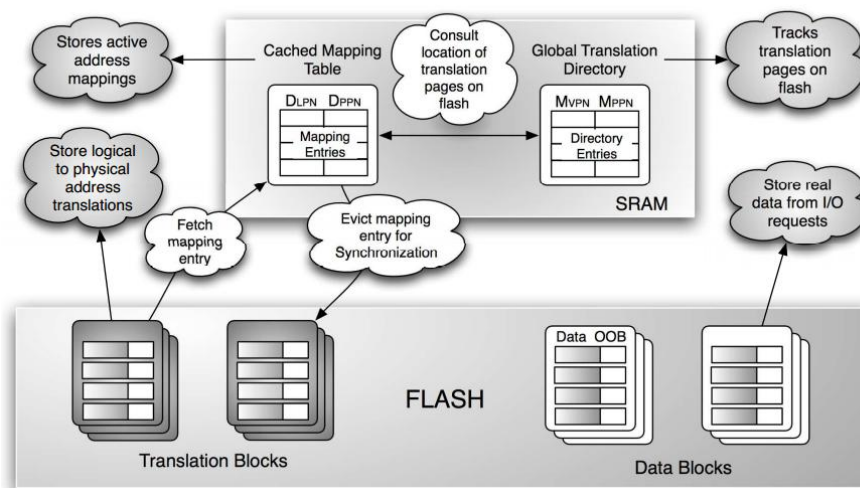 Stores active
address
mappings
Cached Mapping
Table
Consult
location of
translation
pages on
flash
Global Translation
Directory
Tracks
translation
pages on
flash
DLPN DPPN
Mapping
Entries
MVPN MPPN
Directory
Entries
SRAM
Store logical
to physical
address
translations
Fetch
mapping
entry
Evict mapping
entry for
Synchronization
Store real
data from I/O
requests
Data OOB
FLASH
Translation Blocks
Data Blocks